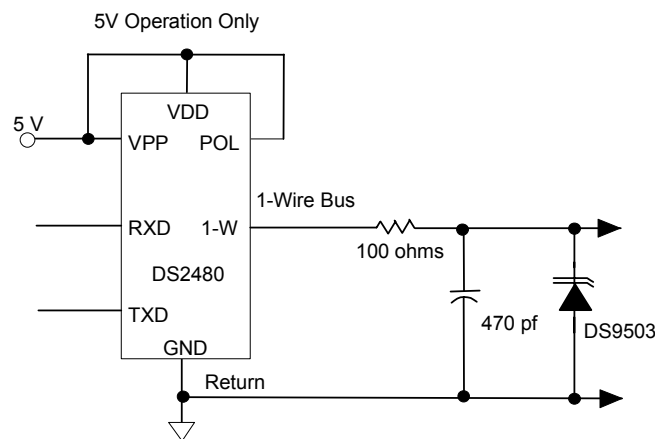 5V Operation Only
VDD
5 V
VPP
POL
1-Wire Bus
RXD
1-W
100 ohms
DS2480
TXD
470 pf
DS9503
GND
Return